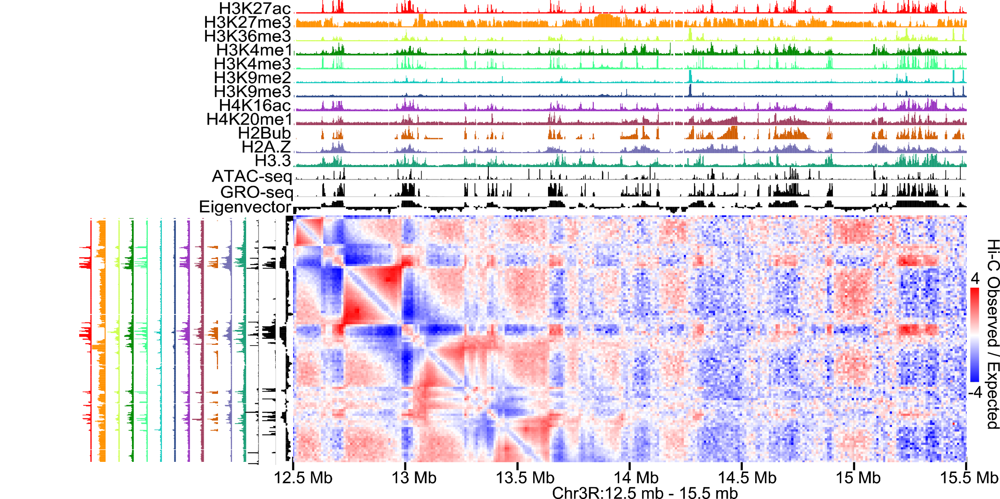 H3K27ac
H3K27me3
H3K36me3
H3K4me1
H3K4me3
H3K9me2
H3K9me3
H4K16ac
H4K20me1
H2Bub
H2A.Z
H3.3
ATAC-seq
GRO-seq
Eigenvector
Hi-C Observed / Expected
4
-4
12.5 Mb 13 Mb 13.5 Mb 14 Mb 14.5 Mb 15 Mb 15.5 Mb
Chr3R:12.5 mb - 15.5 mb